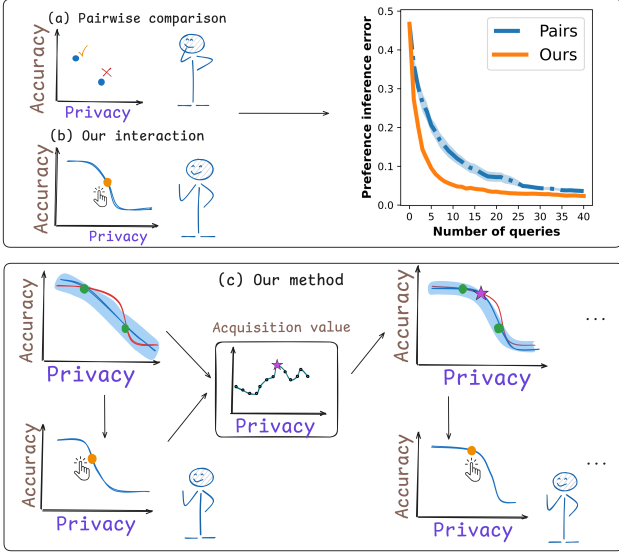 (a) Pairwise comparison
Accuracy
Privacy
(b) Our interaction
Accuracy
Privacy
Preference inference error
0.5
0.4
0.3
0.2
0.1
0.0
Pairs
Ours
0 5 10 15 20 25 30 35 40
Number of queries
(c) Our method
Accuracy
Privacy
Acquisition value
Privacy
Accuracy
Privacy
...
Accuracy
Privacy
Accuracy
Privacy
...